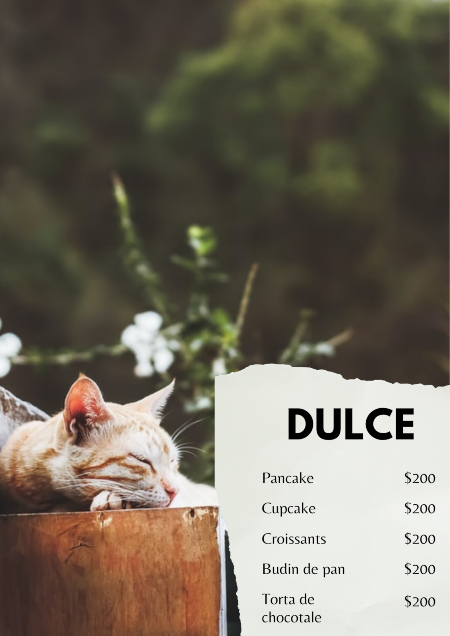 DULCE
Pancake $200
Cupcake $200
Croissants $200
Budin de pan $200
Torta de $200
chocotale